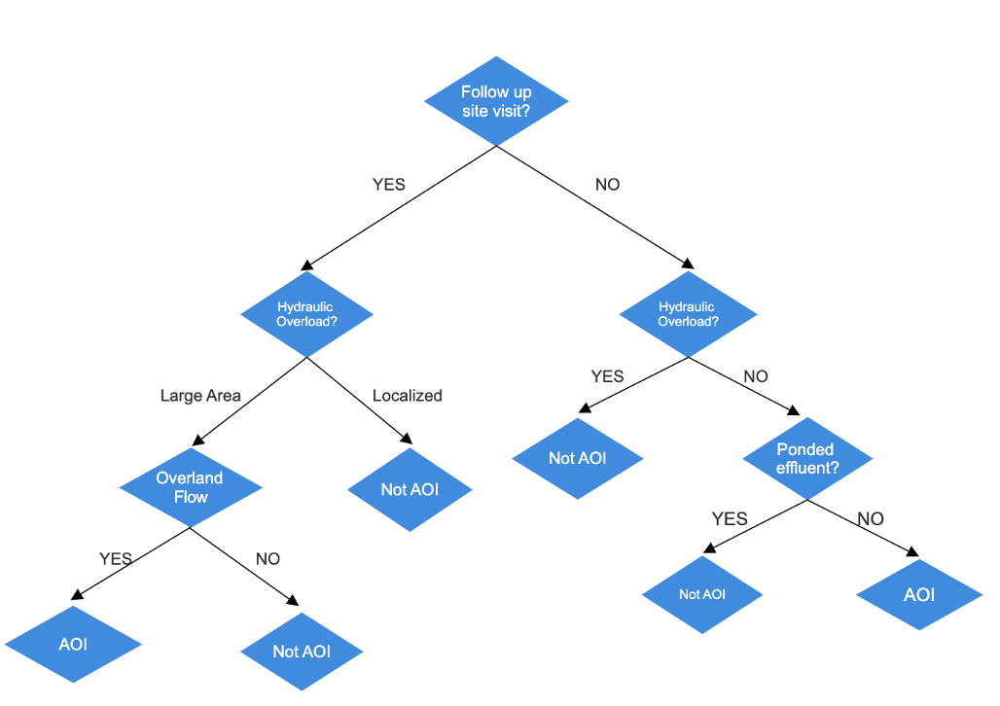 Follow up
site visit?
YES
NO
Hydraulic
Overload?
Hydraulic
Overload?
YES
NO
Large Area
Localized
Not AOI
Ponded
effluent?
Overland
Flow
Not AOI
YES
NO
YES
NO
Not AOI
AOI
AOI
Not AOI